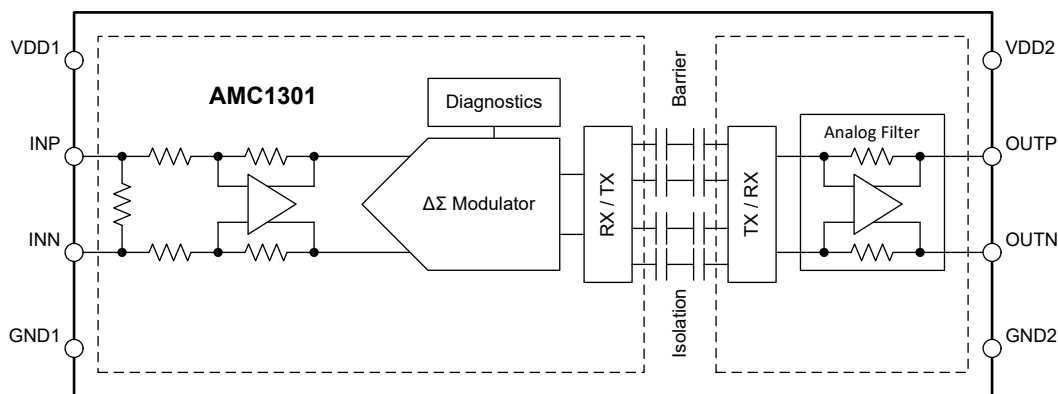 VDD1
VDD2
AMC1301
Diagnostics
Barrier
Analog Filter
INP
OUTP
ΔΣ Modulator
RX / TX
TX / RX
INN
OUTN
Isolation
GND1
GND2